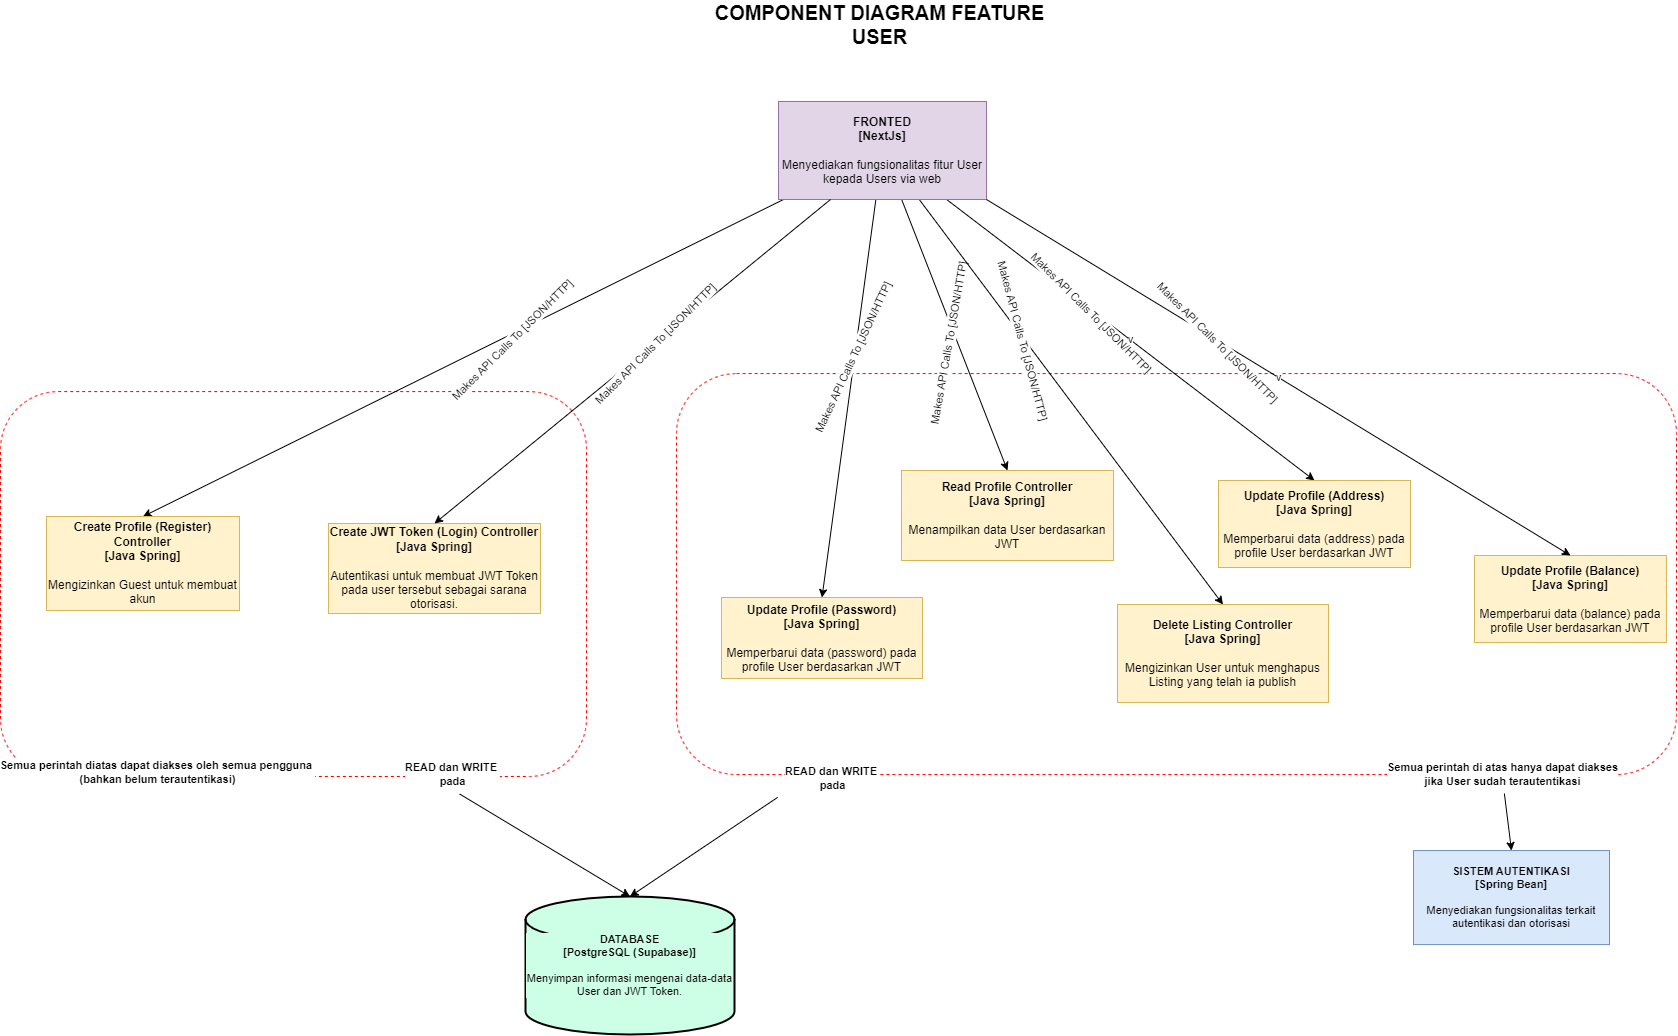 COMPONENT DIAGRAM FEATURE
USER
FRONTED
[NextJs]
Menyediakan fungsionalitas fitur User
kepada Users via web
Makes API Calls To [JSON/HTTP]
Makes API Calls To [JSON/HTTP]
Makes API Calls To [JSON/HTTP]
Makes API Calls To [JSON/HTTP]
Makes API Calls To [JSON/HTTP]
Makes API Calls To [JSON/HTTP]
Makes API Calls To [JSON/HTTP]
Create Profile (Register)
Controller
[Java Spring]
Mengizinkan Guest untuk membuat
akun
Create JWT Token (Login) Controller
[Java Spring]
Autentikasi untuk membuat JWT Token
pada user tersebut sebagai sarana
otorisasi.
Update Profile (Password)
[Java Spring]
Memperbarui data (password) pada
profile User berdasarkan JWT
Read Profile Controller
[Java Spring]
Menampilkan data User berdasarkan
JWT
Delete Listing Controller
[Java Spring]
Mengizinkan User untuk menghapus
Listing yang telah ia publish
Update Profile (Address)
[Java Spring]
Memperbarui data (address) pada
profile User berdasarkan JWT
Update Profile (Balance)
[Java Spring]
Memperbarui data (balance) pada
profile User berdasarkan JWT
Semua perintah diatas dapat diakses oleh semua pengguna
(bahkan belum terautentikasi)
READ dan WRITE
pada
READ dan WRITE
pada
Semua perintah di atas hanya dapat diakses
jika User sudah terautentikasi
DATABASE
[PostgreSQL (Supabase)]
Menyimpan informasi mengenai data-data
User dan JWT Token.
SISTEM AUTENTIKASI
[Spring Bean]
Menyediakan fungsionalitas terkait
autentikasi dan otorisasi